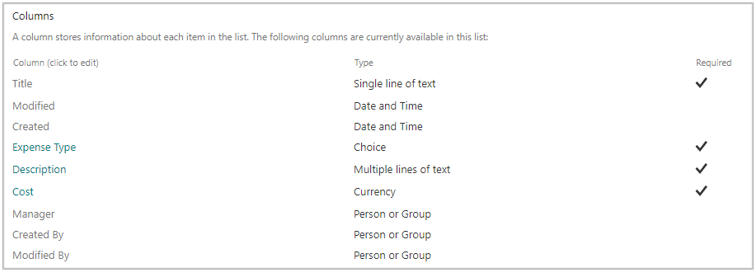 Columns
A column stores information about each item in the list. The following columns are currently available in this list:
Column (click to edit) Type Required
Title Single line of text ✓
Modified Date and Time
Created Date and Time
Expense Type Choice ✓
Description Multiple lines of text ✓
Cost Currency ✓
Manager Person or Group
Created By Person or Group
Modified By Person or Group